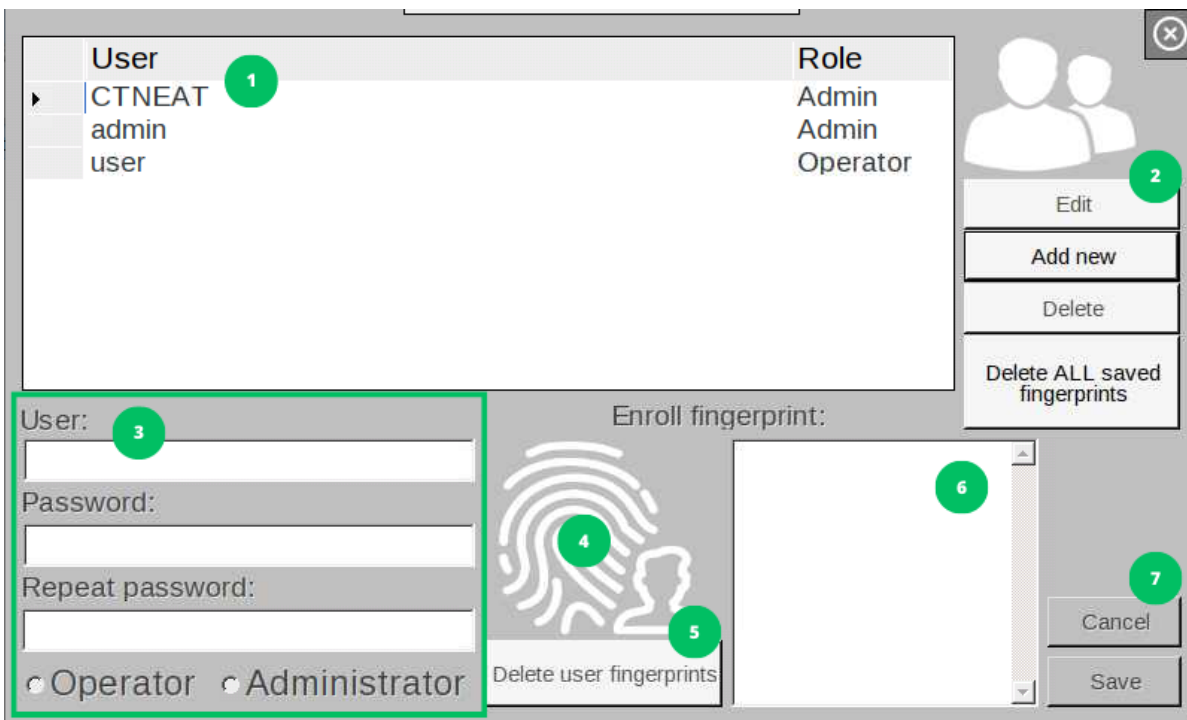 User Role
1
CTNEAT Admin
admin Admin
user Operator
2
Edit
Add new
Delete
Delete ALL saved
fingerprints
User:
3
Password:
Repeat password:
Operator Administrator
Enroll fingerprint:
4
5
Delete user fingerprints
6
7
Cancel
Save